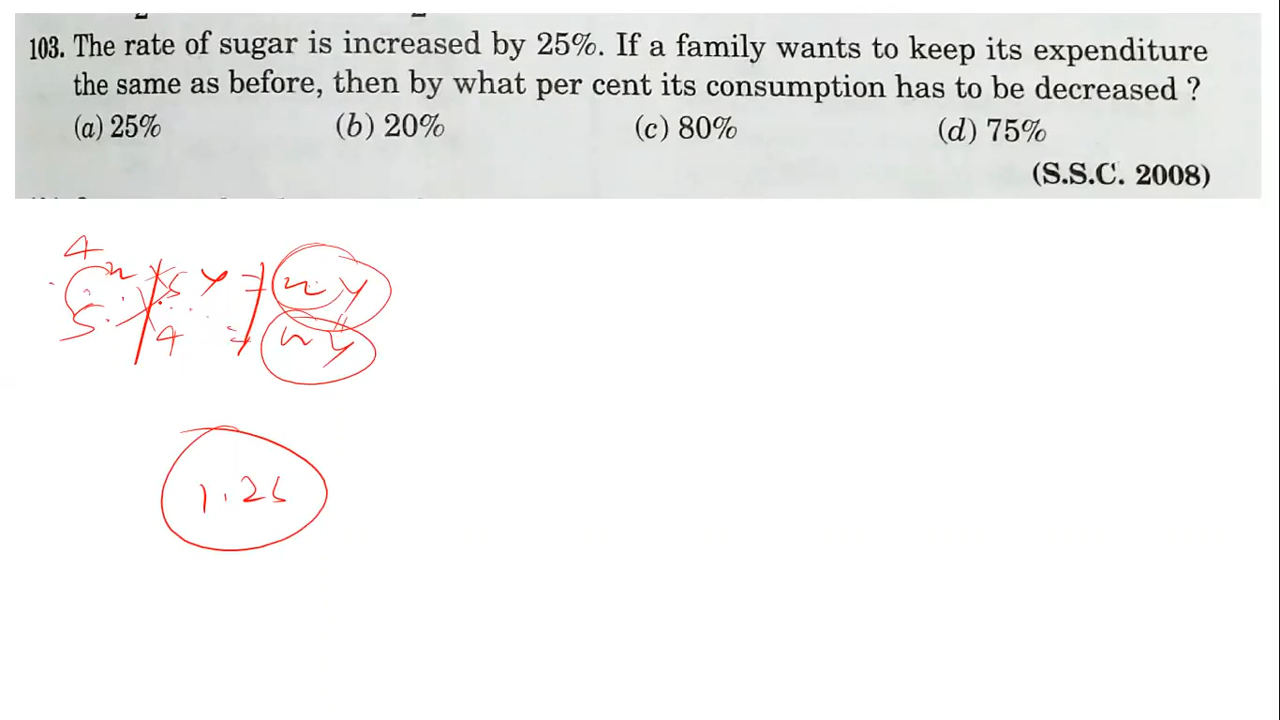 103. The rate of sugar is increased by 25%. If a family wants to keep its expenditure
the same as before, then by what per cent its consumption has to be decreased ?
(a) 25% (b) 20% (c) 80% (d) 75%
(S.S.C. 2008)
4
5
x
5 y
4
= x y
= x y
1.25